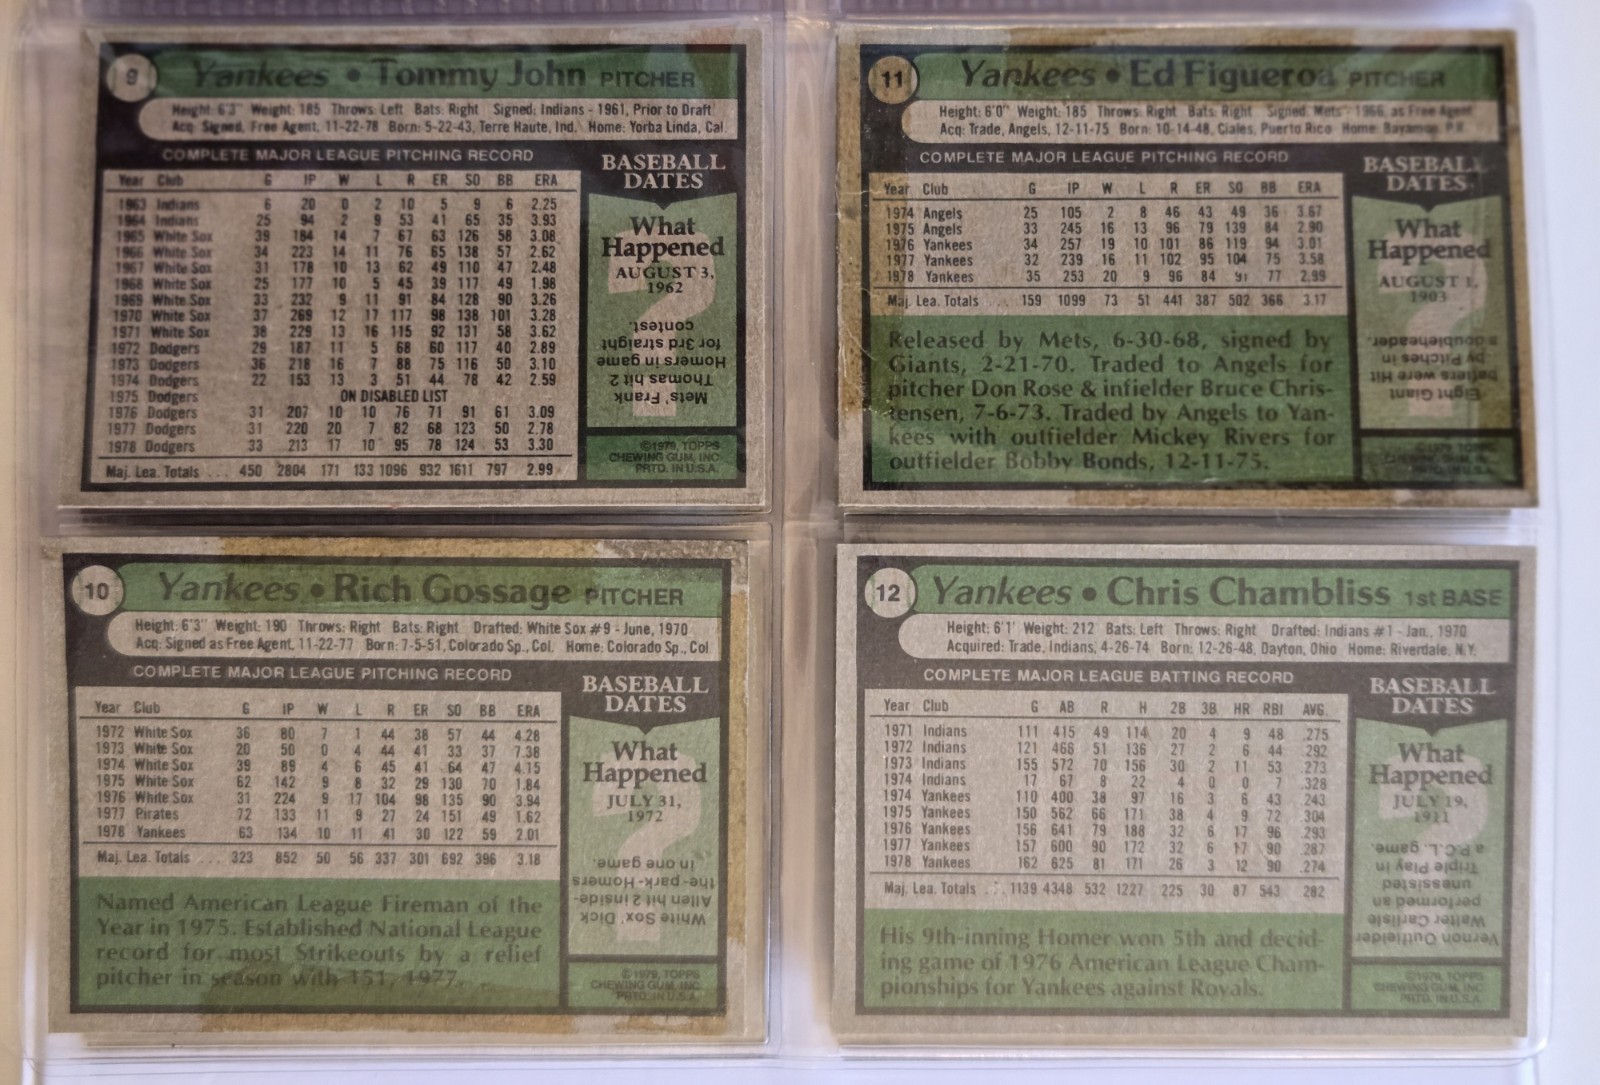 9
Yankees • Tommy John PITCHER
Height: 6'3" Weight: 185 Throws: Left Bats: Right Signed: Indians - 1961, Prior to Draft
Acq: Signed, Free Agent, 11-22-78 Born: 5-22-43, Terre Haute, Ind. Home: Yorba Linda, Cal.
COMPLETE MAJOR LEAGUE PITCHING RECORD
Year Club G IP W L R ER SO BB ERA
1963 Indians 6 20 0 2 10 5 9 6 2.25
1964 Indians 25 94 2 9 53 41 65 35 3.93
1965 White Sox 39 184 14 7 67 63 126 58 3.08
1966 White Sox 34 223 14 11 76 65 138 57 2.62
1967 White Sox 31 178 10 13 62 49 110 47 2.48
1968 White Sox 25 177 10 5 45 39 117 49 1.98
1969 White Sox 33 232 9 11 91 84 128 90 3.26
1970 White Sox 37 269 12 17 117 98 138 101 3.28
1971 White Sox 38 229 13 16 115 92 131 58 3.62
1972 Dodgers 29 187 11 5 68 60 117 40 2.89
1973 Dodgers 36 218 16 7 88 75 116 50 3.10
1974 Dodgers 22 153 13 3 51 44 78 42 2.59
1975 Dodgers ON DISABLED LIST
1976 Dodgers 31 207 10 10 76 71 91 61 3.09
1977 Dodgers 31 220 20 7 82 68 123 50 2.78
1978 Dodgers 33 213 17 10 95 78 124 53 3.30
Maj. Lea. Totals ... 450 2804 171 133 1096 932 1611 797 2.99
BASEBALL
DATES
What
Happened
AUGUST 3,
1962
Mets' Frank
Thomas hit 2
Homers in game
for 3rd straight
contest.
©1979, TOPPS
CHEWING GUM, INC.
PRTD. IN U.S.A.
11
Yankees • Ed Figueroa PITCHER
Height: 6'0" Weight: 185 Throws: Right Bats: Right Signed: Mets - 1966, as Free Agent
Acq: Trade, Angels, 12-11-75 Born: 10-14-48, Ciales, Puerto Rico Home: Bayamon, P.R.
COMPLETE MAJOR LEAGUE PITCHING RECORD
Year Club G IP W L R ER SO BB ERA
1974 Angels 25 105 2 8 46 43 49 36 3.67
1975 Angels 33 245 16 13 96 79 139 84 2.90
1976 Yankees 34 257 19 10 101 86 119 94 3.01
1977 Yankees 32 239 16 11 102 95 104 75 3.58
1978 Yankees 35 253 20 9 96 84 91 77 2.99
Maj. Lea. Totals ... 159 1099 73 51 441 387 502 366 3.17
Released by Mets, 6-30-68, signed by
Giants, 2-21-70. Traded to Angels for
pitcher Don Rose & infielder Bruce Chris-
tensen, 7-6-73. Traded by Angels to Yan-
kees with outfielder Mickey Rivers for
outfielder Bobby Bonds, 12-11-75.
BASEBALL
DATES
What
Happened
AUGUST 1,
1903
Eight Giant
batters were Hit
by Pitches in
a doubleheader.
©1979, TOPPS
CHEWING GUM, INC.
PRTD. IN U.S.A.
10
Yankees • Rich Gossage PITCHER
Height: 6'3" Weight: 190 Throws: Right Bats: Right Drafted: White Sox #9 - June, 1970
Acq: Signed as Free Agent, 11-22-77 Born: 7-5-51, Colorado Sp., Col. Home: Colorado Sp., Col
COMPLETE MAJOR LEAGUE PITCHING RECORD
Year Club G IP W L R ER SO BB ERA
1972 White Sox 36 80 7 1 44 38 57 44 4.28
1973 White Sox 20 50 0 4 44 41 33 37 7.38
1974 White Sox 39 89 4 6 45 41 64 47 4.15
1975 White Sox 62 142 9 8 32 29 130 70 1.84
1976 White Sox 31 224 9 17 104 98 135 90 3.94
1977 Pirates 72 133 11 9 27 24 151 49 1.62
1978 Yankees 63 134 10 11 41 30 122 59 2.01
Maj. Lea. Totals ... 323 852 50 56 337 301 692 396 3.18
Named American League Fireman of the
Year in 1975. Established National League
record for most Strikeouts by a relief
pitcher in season with 151, 1977.
BASEBALL
DATES
What
Happened
JULY 31,
1972
White Sox' Dick
Allen hit 2 inside-
the-park-Homers
in one game.
©1979, TOPPS
CHEWING GUM, INC.
PRTD. IN U.S.A.
12
Yankees • Chris Chambliss 1st BASE
Height: 6'1" Weight: 212 Bats: Left Throws: Right Drafted: Indians #1 - Jan., 1970
Acquired: Trade, Indians, 4-26-74 Born: 12-26-48, Dayton, Ohio Home: Riverdale, N.Y.
COMPLETE MAJOR LEAGUE BATTING RECORD
Year Club G AB R H 2B 3B HR RBI AVG.
1971 Indians 111 415 49 114 20 4 9 48 .275
1972 Indians 121 466 51 136 27 2 6 44 .292
1973 Indians 155 572 70 156 30 2 11 53 .273
1974 Indians 17 67 8 22 4 0 0 7 .328
1974 Yankees 110 400 38 97 16 3 6 43 .243
1975 Yankees 150 562 66 171 38 4 9 72 .304
1976 Yankees 156 641 79 188 32 6 17 96 .293
1977 Yankees 157 600 90 172 32 6 17 90 .287
1978 Yankees 162 625 81 171 26 3 12 90 .274
Maj. Lea. Totals ... 1139 4348 532 1227 225 30 87 543 .282
His 9th-inning Homer won 5th and decid-
ing game of 1976 American League Cham-
pionships for Yankees against Royals.
BASEBALL
DATES
What
Happened
JULY 19,
1911
Vernon Outfielder
Walter Carlisle
performed an
unassisted
Triple Play in
a P.C.L. game.
©1979, TOPPS
CHEWING GUM, INC.
PRTD. IN U.S.A.